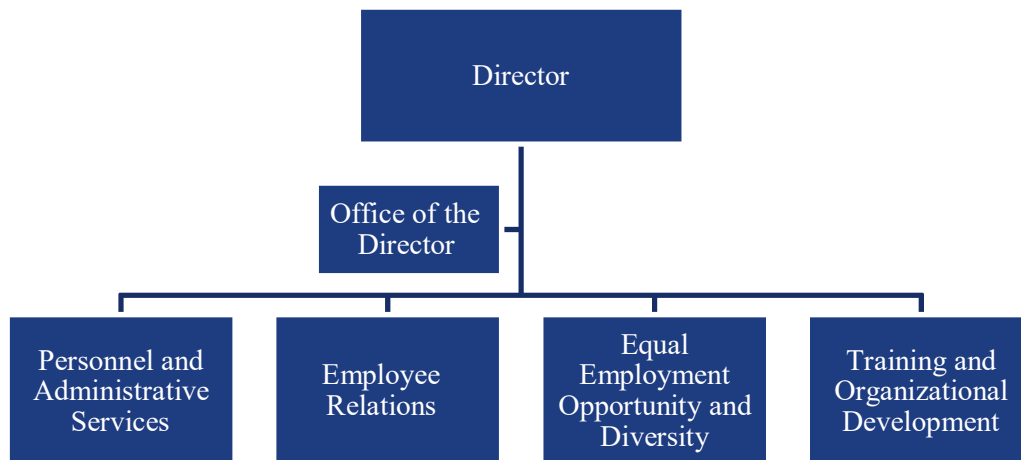 Director
Office of the
Director
Personnel and
Administrative
Services
Employee
Relations
Equal
Employment
Opportunity and
Diversity
Training and
Organizational
Development